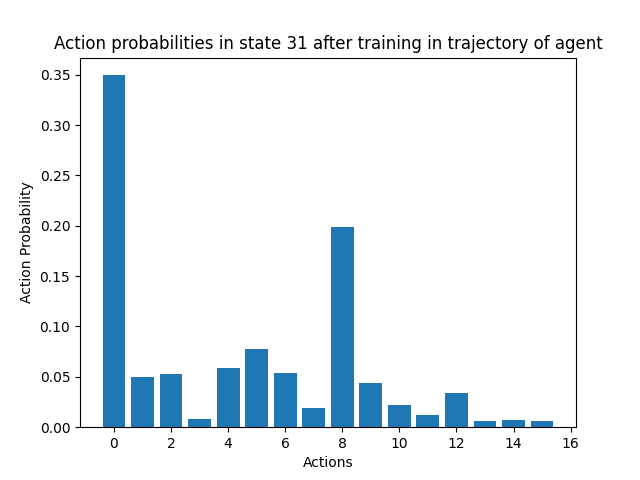 Action probabilities in state 31 after training in trajectory of agent
0.35
0.30
0.25
0.20
0.15
0.10
0.05
0.00
Action Probability
0 2 4 6 8 10 12 14 16
Actions